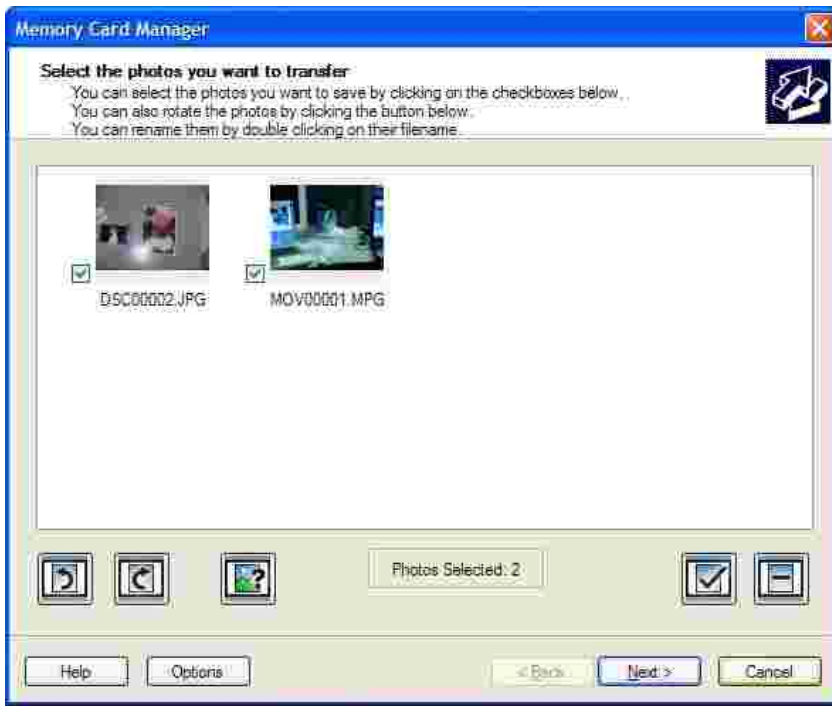 Memory Card Manager
Select the photos you want to transfer
You can select the photos you want to save by clicking on the checkboxes below.
You can also rotate the photos by clicking the button below.
You can rename them by double clicking on their filename.
DSC00002.JPG
MOV00001.MPG
?
Photos Selected: 2
Help
Options
< Back
Next >
Cancel